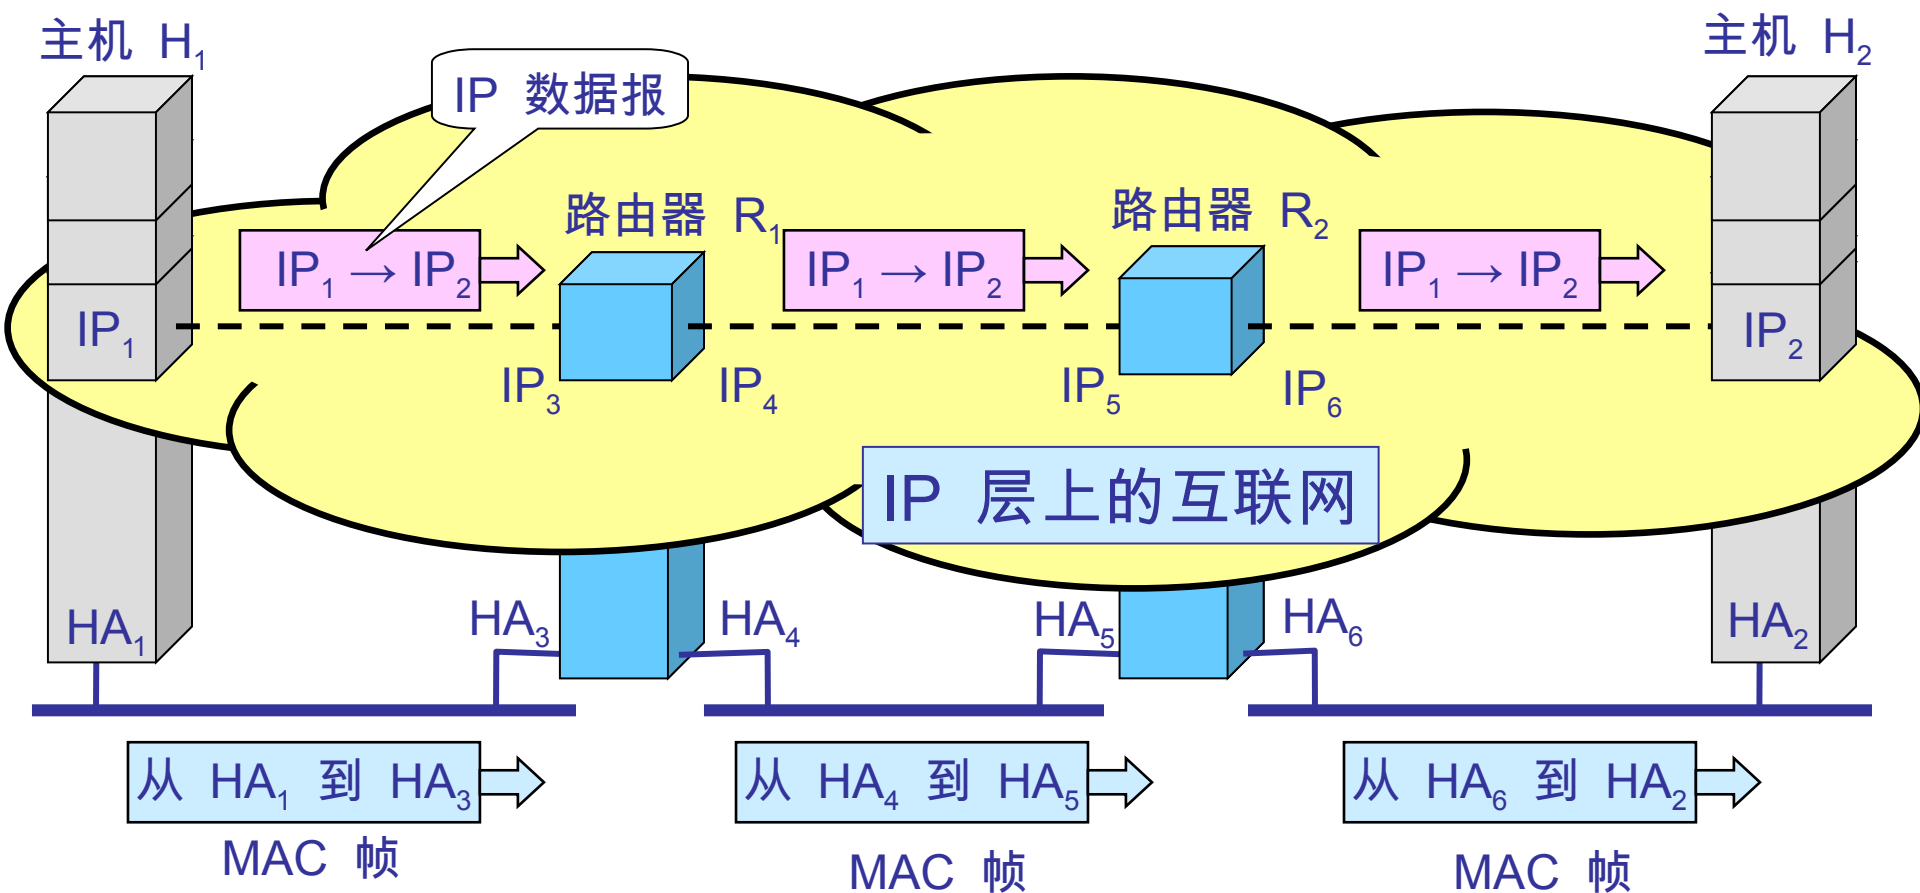 主机 H₁
主机 H₂
IP 数据报
路由器 R₁
路由器 R₂
IP₁ → IP₂
IP₁ → IP₂
IP₁ → IP₂
IP₁
IP₂
IP₃
IP₄
IP₅
IP₆
IP 层上的互联网
HA₁
HA₃
HA₄
HA₅
HA₆
HA₂
从 HA₁ 到 HA₃
从 HA₄ 到 HA₅
从 HA₆ 到 HA₂
MAC 帧
MAC 帧
MAC 帧